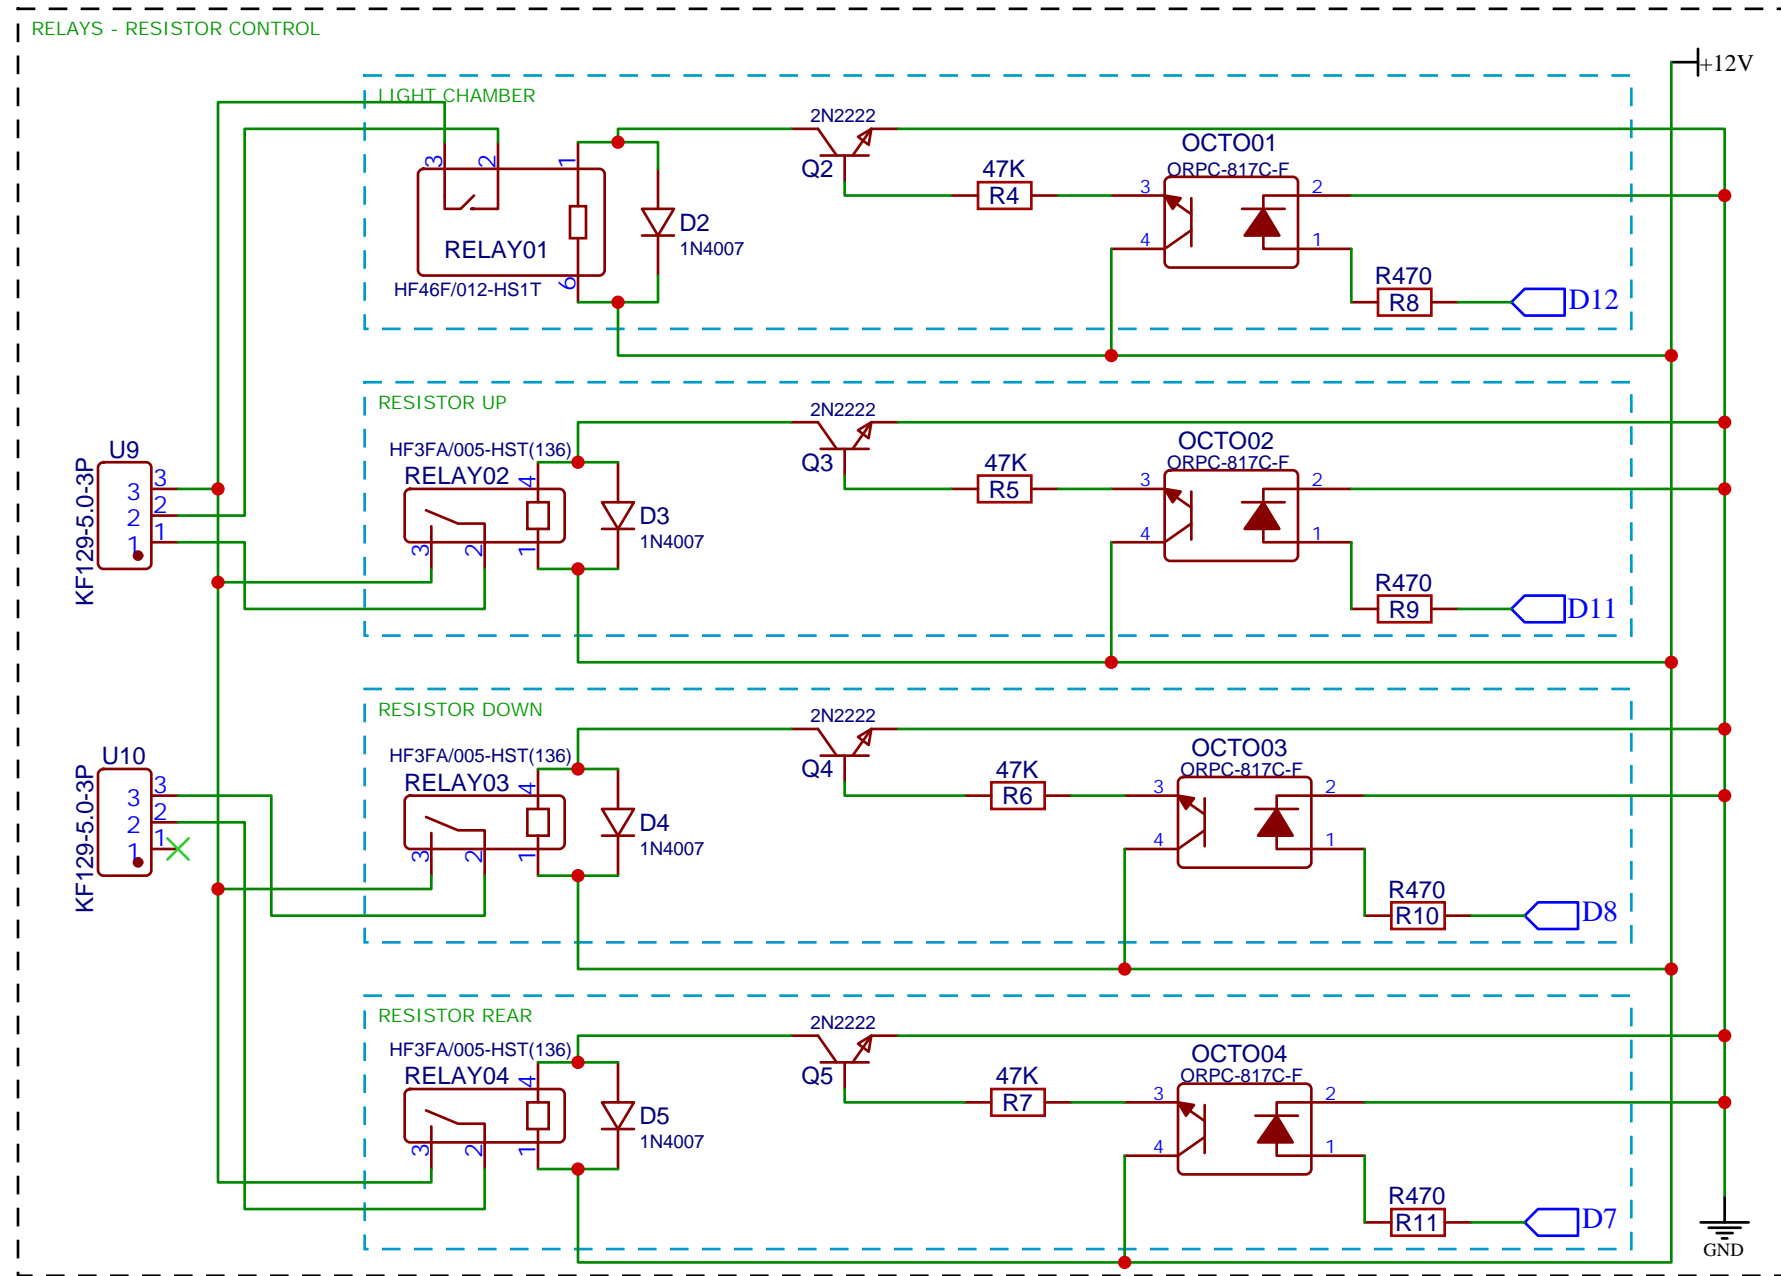 RELAYS - RESISTOR CONTROL
+12V
LIGHT CHAMBER
3
2
1
6
RELAY01
HF46F/012-HS1T
D2
1N4007
2N2222
Q2
47K
R4
OCTO01
ORPC-817C-F
3
4
2
1
R470
R8
D12
RESISTOR UP
HF3FA/005-HST(136)
RELAY02
4
3
2
1
D3
1N4007
2N2222
Q3
47K
R5
OCTO02
ORPC-817C-F
3
4
2
1
R470
R9
D11
U9
KF129-5.0-3P
3
2
1
3
2
1
RESISTOR DOWN
HF3FA/005-HST(136)
RELAY03
4
3
2
1
D4
1N4007
2N2222
Q4
47K
R6
OCTO03
ORPC-817C-F
3
4
2
1
R470
R10
D8
U10
KF129-5.0-3P
3
2
1
3
2
1
RESISTOR REAR
HF3FA/005-HST(136)
RELAY04
4
3
2
1
D5
1N4007
2N2222
Q5
47K
R7
OCTO04
ORPC-817C-F
3
4
2
1
R470
R11
D7
GND